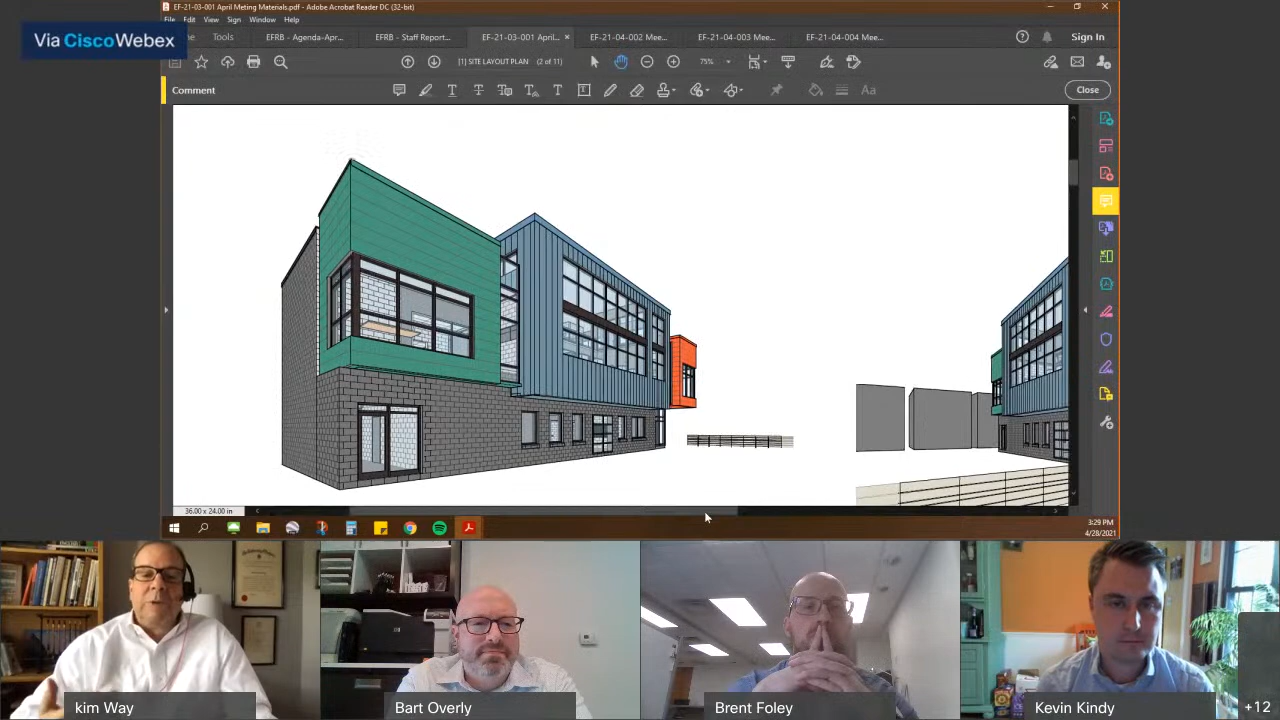 EF-21-03-001 April Meting Materials.pdf - Adobe Acrobat Reader DC (32-bit)
File Edit View Sign Window Help
Via CiscoWebex
Tools
EFRB - Agenda-Apr...
EFRB - Staff Report...
EF-21-03-001 April...
EF-21-04-002 Mee...
EF-21-04-003 Mee...
EF-21-04-004 Mee...
Sign In
[1] SITE LAYOUT PLAN (2 of 11)
75%
Comment
Aa
Close
36.00 x 24.00 in
3:29 PM
4/28/2021
kim Way
Bart Overly
Brent Foley
Kevin Kindy
+12